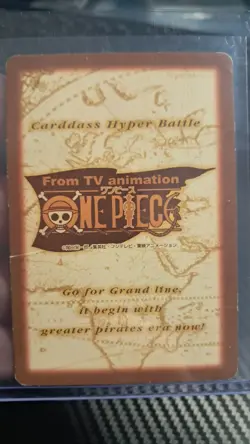 Carddass Hyper Battle
From TV animation
ワンピース
ONE PIECE
Go for Grand line,
it begin with
greater pirates era now!